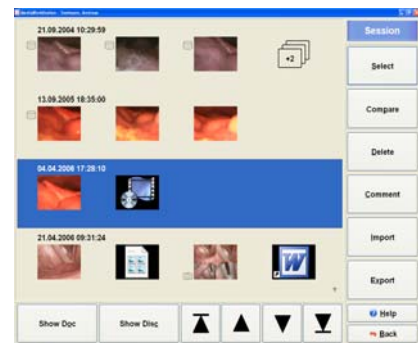 21.09.2004 10:29:59
+2
13.09.2005 18:35:00
04.04.2006 17:28:10
21.04.2006 09:31:24
W
Session
Select
Compare
Delete
Comment
Import
Export
Help
Back
Show Doc
Show Disc